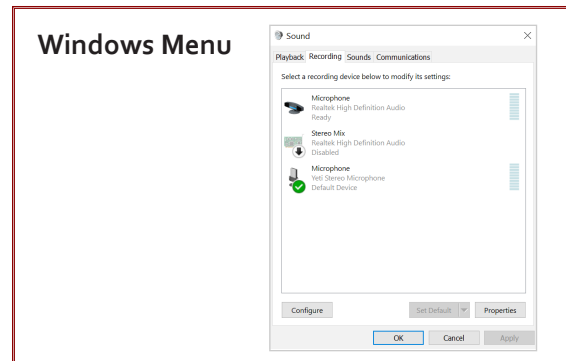 Windows Menu
Sound
Playback Recording Sounds Communications
Select a recording device below to modify its settings:
Microphone
Realtek High Definition Audio
Ready
Stereo Mix
Realtek High Definition Audio
Disabled
Microphone
Yeti Stereo Microphone
Default Device
Configure Set Default Properties
OK Cancel Apply